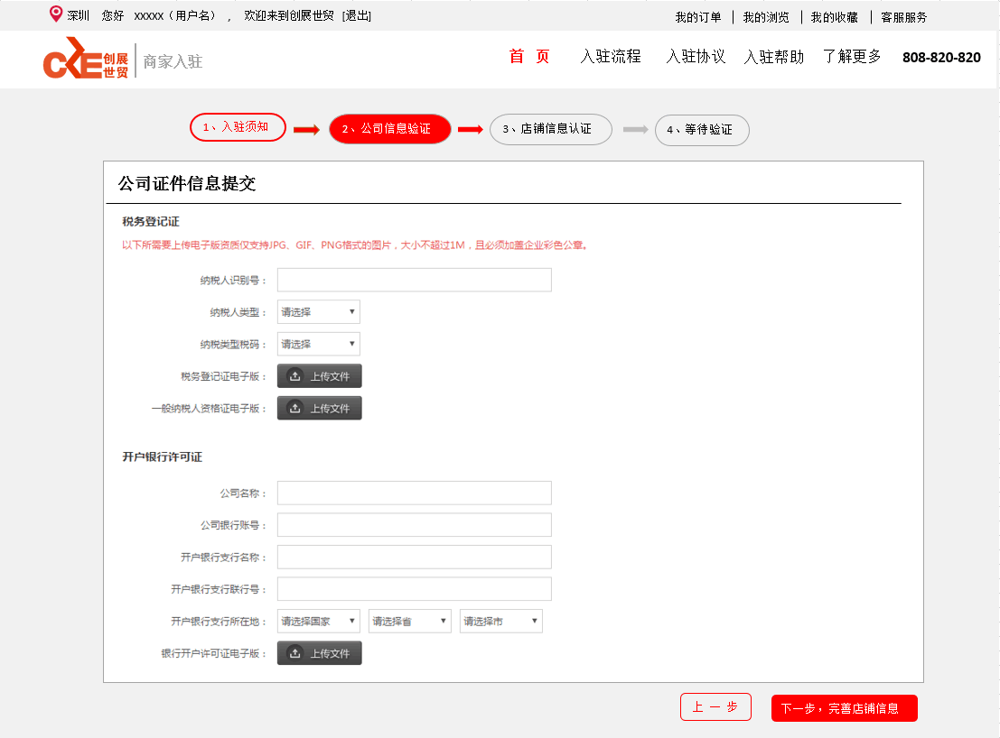 深圳 您好 xxxxx（用户名） ， 欢迎来到创展世贸 [退出]
我的订单 | 我的浏览 | 我的收藏 | 客服服务
CZE创展世贸 | 商家入驻
首 页 入驻流程 入驻协议 入驻帮助 了解更多 808-820-820
1、入驻须知 2、公司信息验证 3、店铺信息认证 4、等待验证
公司证件信息提交
税务登记证
以下所需要上传电子版资质仅支持JPG、GIF、PNG格式的图片，大小不超过1M，且必须加盖企业彩色公章。
纳税人识别号：
纳税人类型： 请选择
纳税类型税码： 请选择
税务登记证电子版： 上传文件
一般纳税人资格证电子版： 上传文件
开户银行许可证
公司名称：
公司银行账号：
开户银行支行名称：
开户银行支行联行号：
开户银行支行所在地： 请选择国家 请选择省 请选择市
银行开户许可证电子版： 上传文件
上 一 步 下一步，完善店铺信息